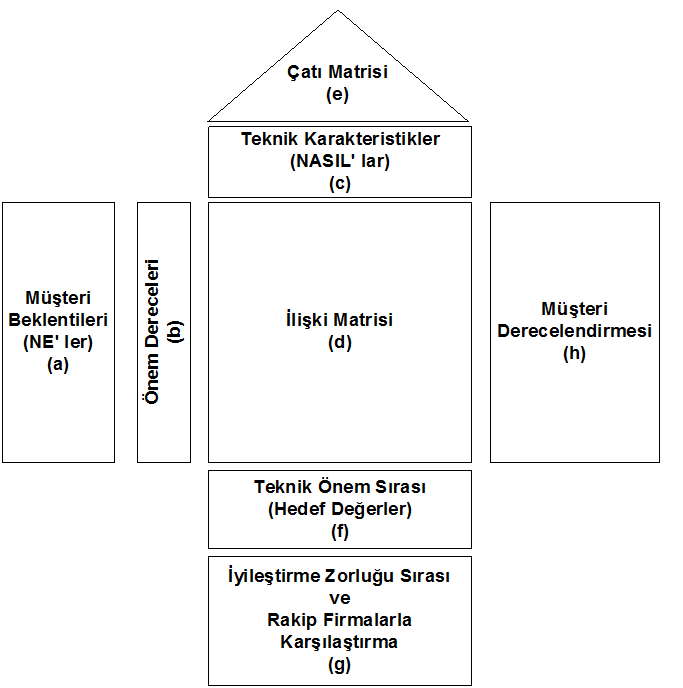 Çatı Matrisi
(e)
Teknik Karakteristikler
(NASIL' lar)
(c)
Müşteri
Beklentileri
(NE' ler)
(a)
Önem Dereceleri
(b)
İlişki Matrisi
(d)
Müşteri
Derecelendirmesi
(h)
Teknik Önem Sırası
(Hedef Değerler)
(f)
İyileştirme Zorluğu Sırası
ve
Rakip Firmalarla
Karşılaştırma
(g)